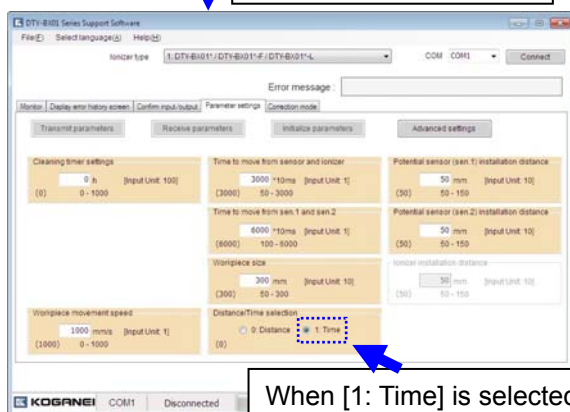 DTY-BX01 Series Support Software
File(F) Select language(A) Help(H)
Ionizer type 1: DTY-BX01*/DTY-BX01*-F/DTY-BX01*-L COM COM1 Connect
Error message :
Monitor Display error history screen Confirm input/output Parameter settings Correction mode
Transmit parameters Receive parameters Initialize parameters Advanced settings
Cleaning timer settings
0 h [Input Unit: 100]
(0) 0 - 1000
Time to move from sensor and ionizer
3000 *10ms [Input Unit: 1]
(3000) 50 - 3000
Potential sensor (sen.1) installation distance
50 mm [Input Unit: 10]
(50) 50 - 150
Time to move from sen.1 and sen.2
6000 *10ms [Input Unit: 1]
(6000) 100 - 6000
Potential sensor (sen.2) installation distance
50 mm [Input Unit: 10]
(50) 50 - 150
Workpiece size
300 mm [Input Unit: 10]
(300) 50 - 300
Ionizer installation distance
50 mm [Input Unit: 10]
(50) 50 - 150
Workpiece movement speed
1000 mm/s [Input Unit: 1]
(1000) 0 - 1000
Distance/Time selection
0: Distance 1: Time
(0)
KOGANEI COM1 Disconnected
When [1: Time] is selected